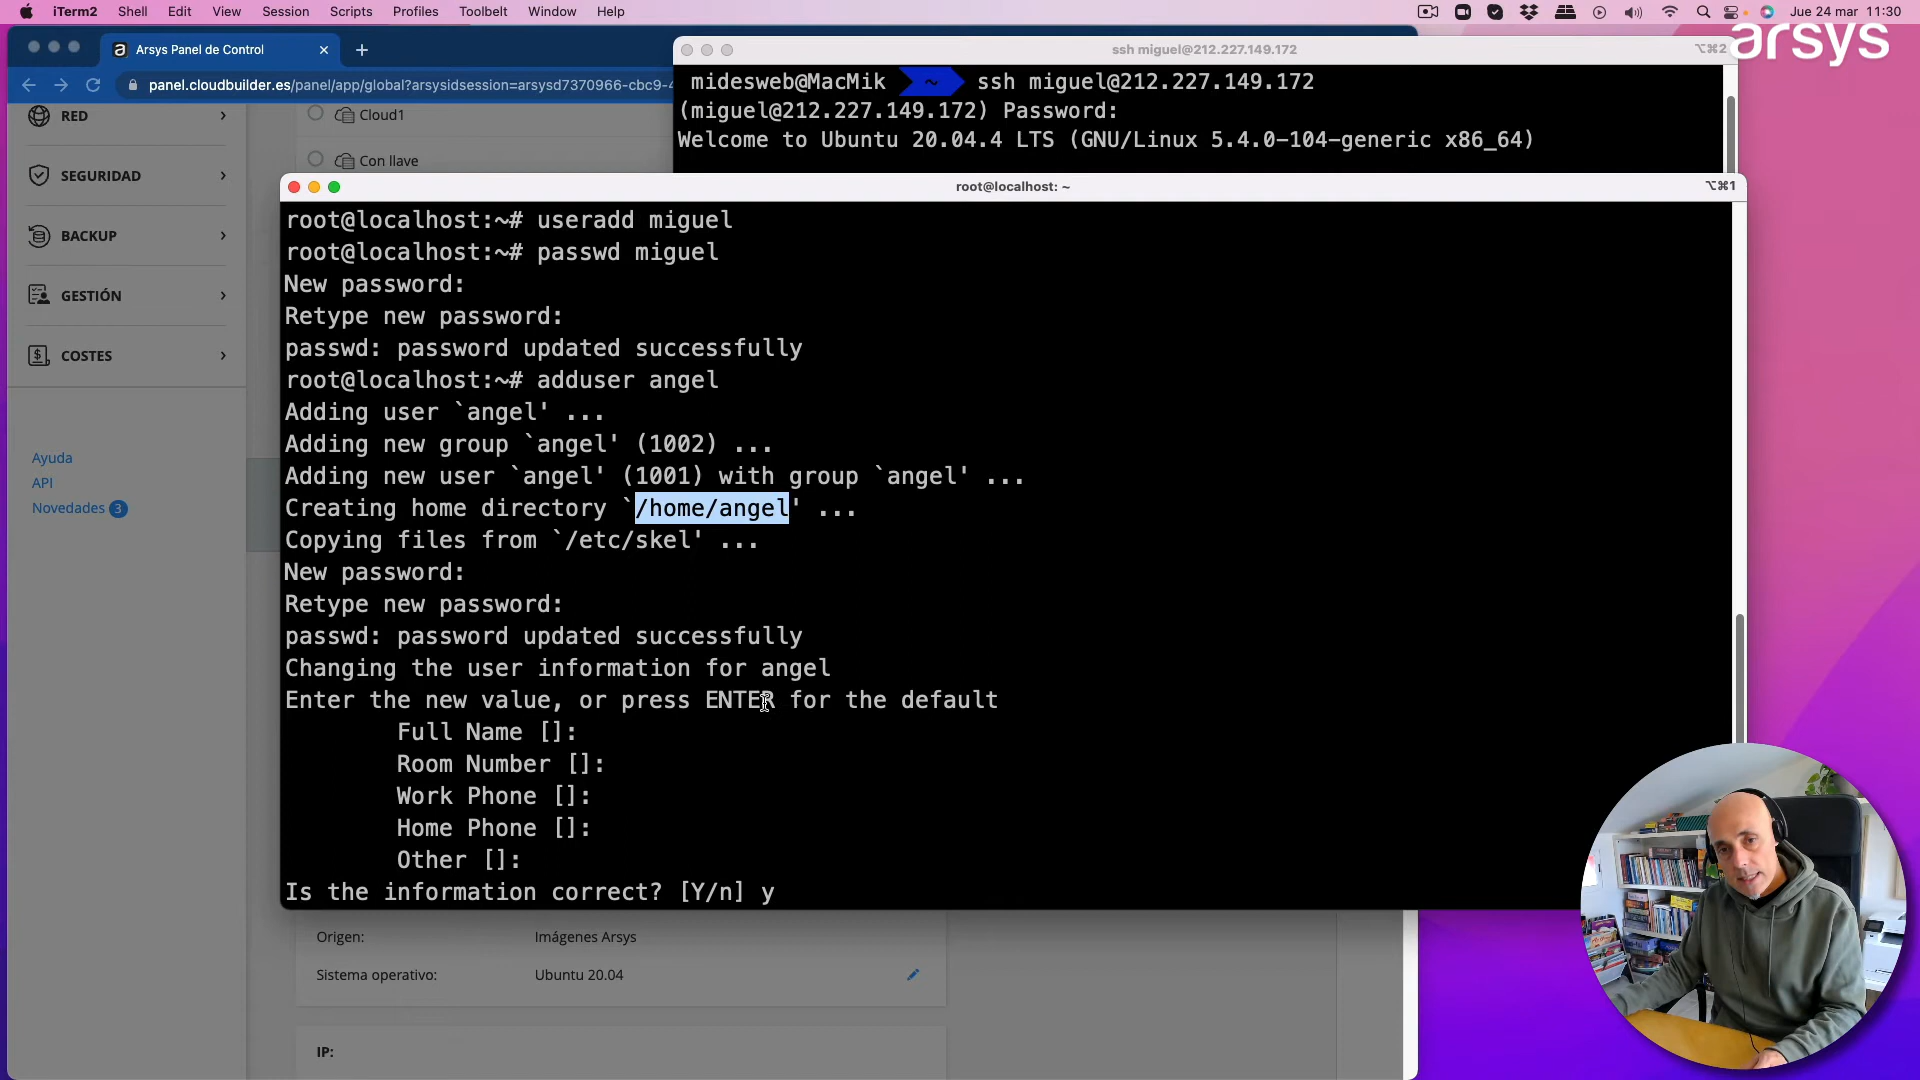 iTerm2 Shell Edit View Session Scripts Profiles Toolbelt Window Help
Jue 24 mar 11:30
arsys
Arsys Panel de Control
panel.cloudbuilder.es/panel/app/global?arsysidsession=arsysd7370966-cbc9-4
RED
SEGURIDAD
BACKUP
GESTIÓN
COSTES
Ayuda
API
Novedades 3
Cloud1
Con llave
ssh miguel@212.227.149.172
⌥⌘2
midesweb@MacMik ~ ssh miguel@212.227.149.172
(miguel@212.227.149.172) Password:
Welcome to Ubuntu 20.04.4 LTS (GNU/Linux 5.4.0-104-generic x86_64)
root@localhost: ~
⌥⌘1
root@localhost:~# useradd miguel
root@localhost:~# passwd miguel
New password:
Retype new password:
passwd: password updated successfully
root@localhost:~# adduser angel
Adding user `angel' ...
Adding new group `angel' (1002) ...
Adding new user `angel' (1001) with group `angel' ...
Creating home directory `/home/angel' ...
Copying files from `/etc/skel' ...
New password:
Retype new password:
passwd: password updated successfully
Changing the user information for angel
Enter the new value, or press ENTER for the default
Full Name []:
Room Number []:
Work Phone []:
Home Phone []:
Other []:
Is the information correct? [Y/n] y
Origen: Imágenes Arsys
Sistema operativo: Ubuntu 20.04
IP: